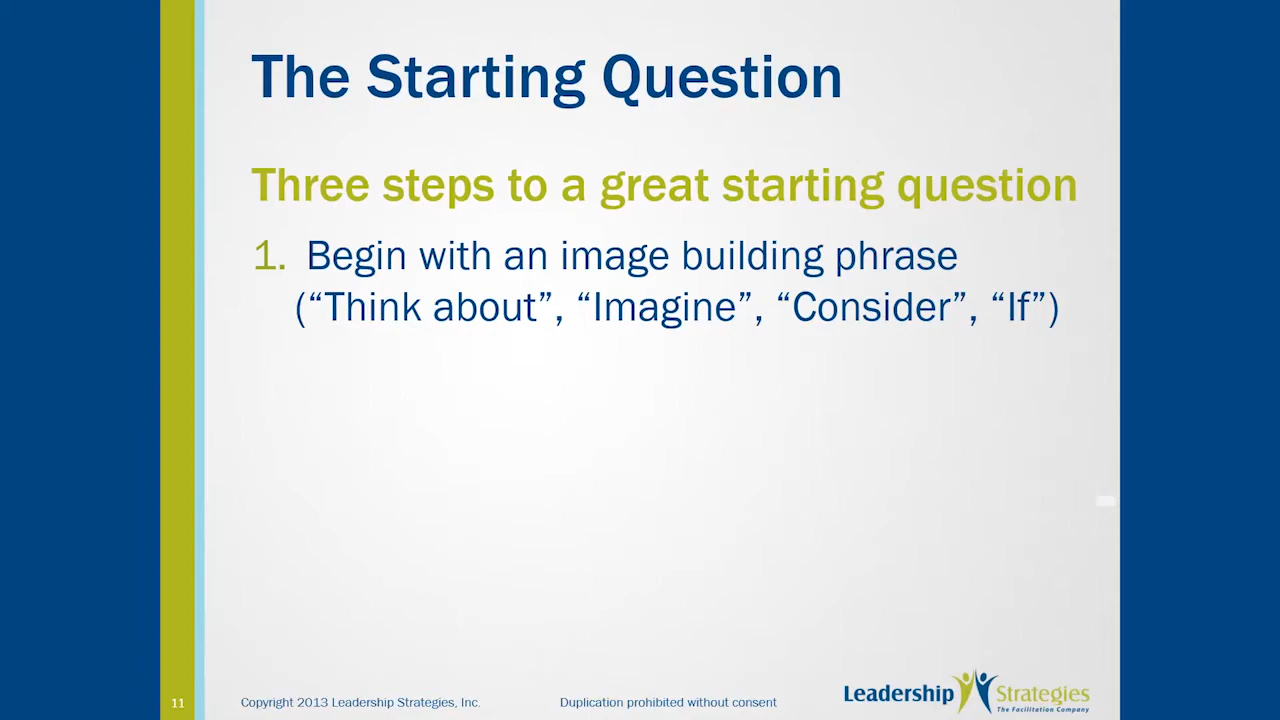 The Starting Question
Three steps to a great starting question
1. Begin with an image building phrase
(“Think about”, “Imagine”, “Consider”, “If”)
11
Copyright 2013 Leadership Strategies, Inc.
Duplication prohibited without consent
Leadership Strategies
The Facilitation Company